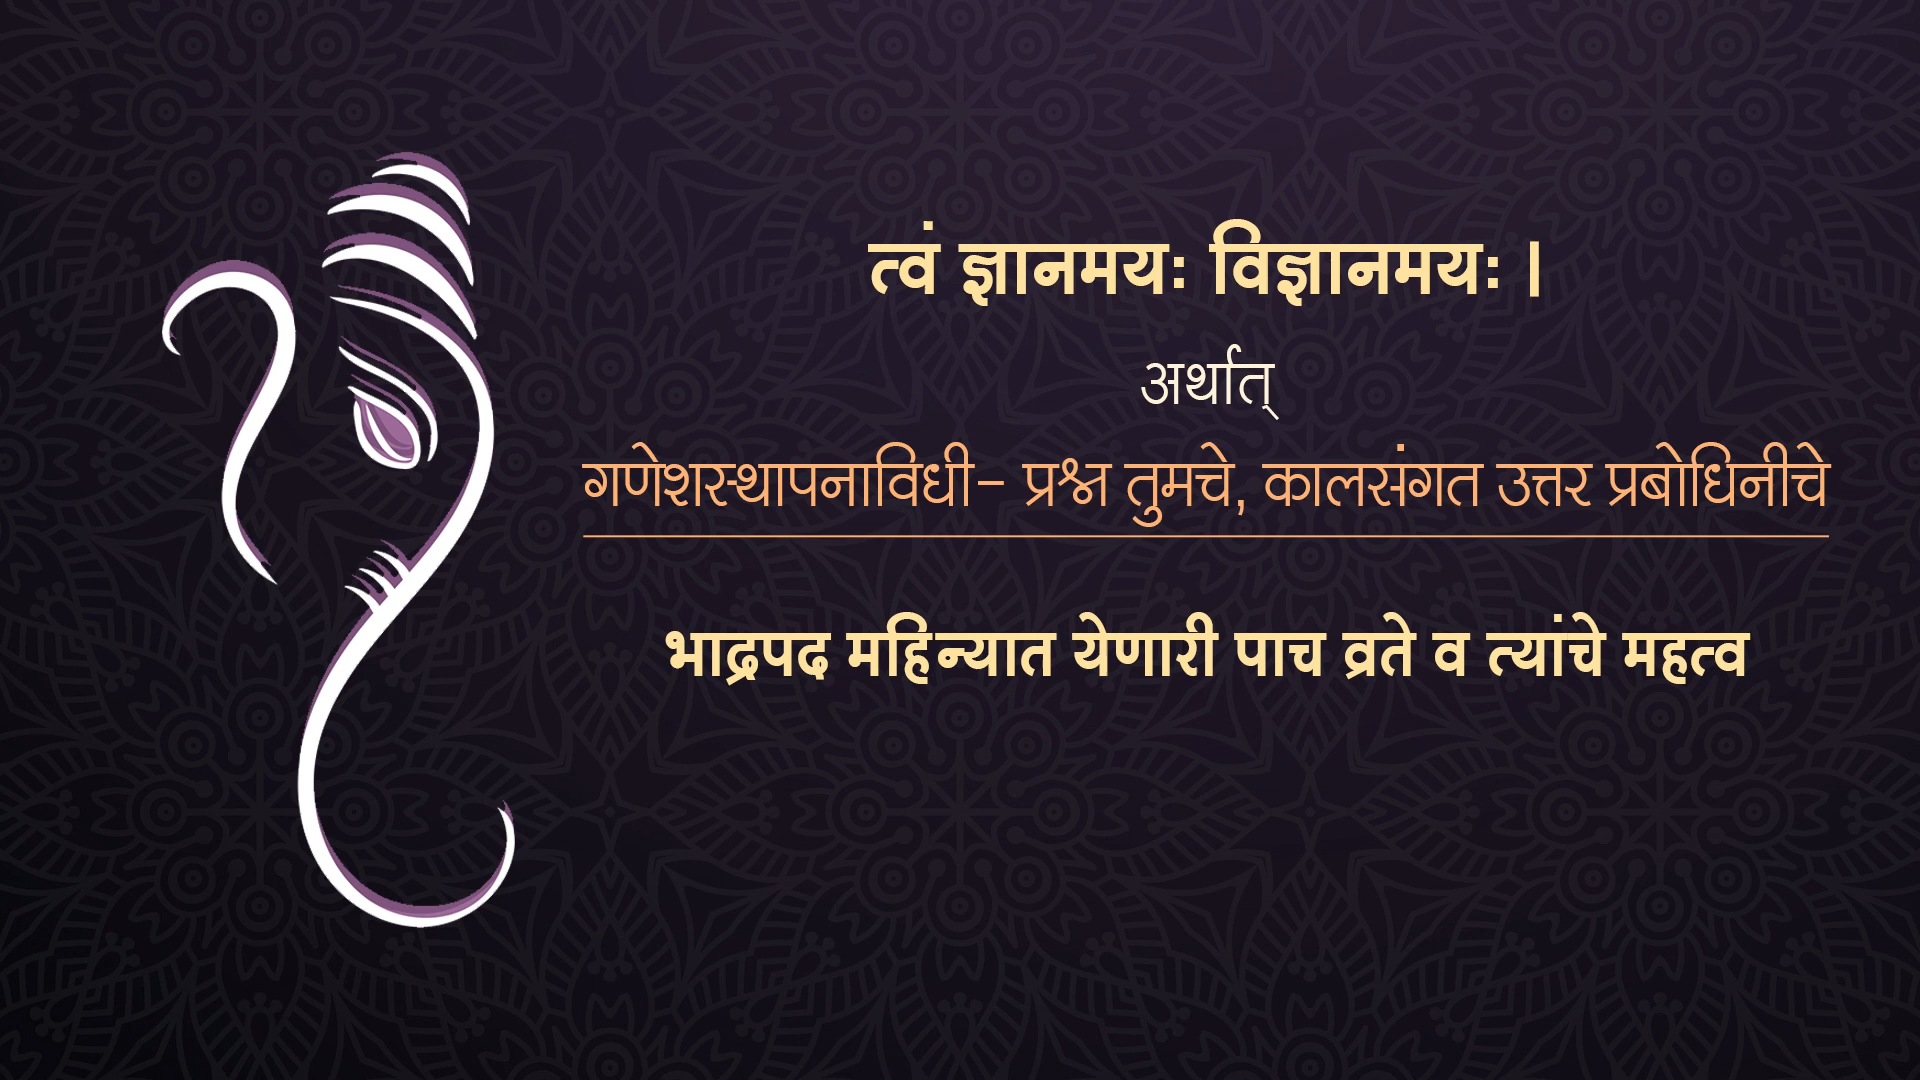 त्वं ज्ञानमयः विज्ञानमयः ।
अर्थात्
गणेशस्थापनाविधी- प्रश्न तुमचे, कालसंगत उत्तर प्रबोधिनीचे
भाद्रपद महिन्यात येणारी पाच व्रते व त्यांचे महत्व